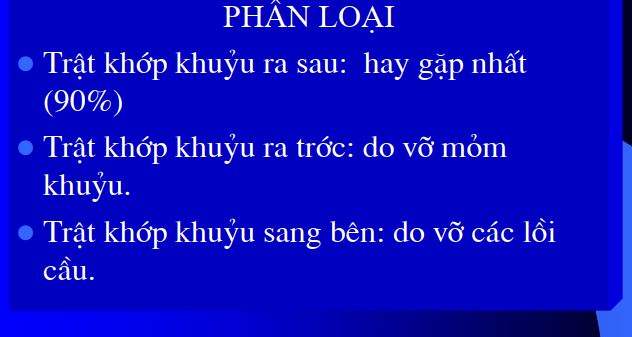 PHÂN LOẠI
Trật khớp khuỷu ra sau: hay gặp nhất
(90%)
Trật khớp khuỷu ra trớc: do vỡ mỏm
khuỷu.
Trật khớp khuỷu sang bên: do vỡ các lồi
cầu.